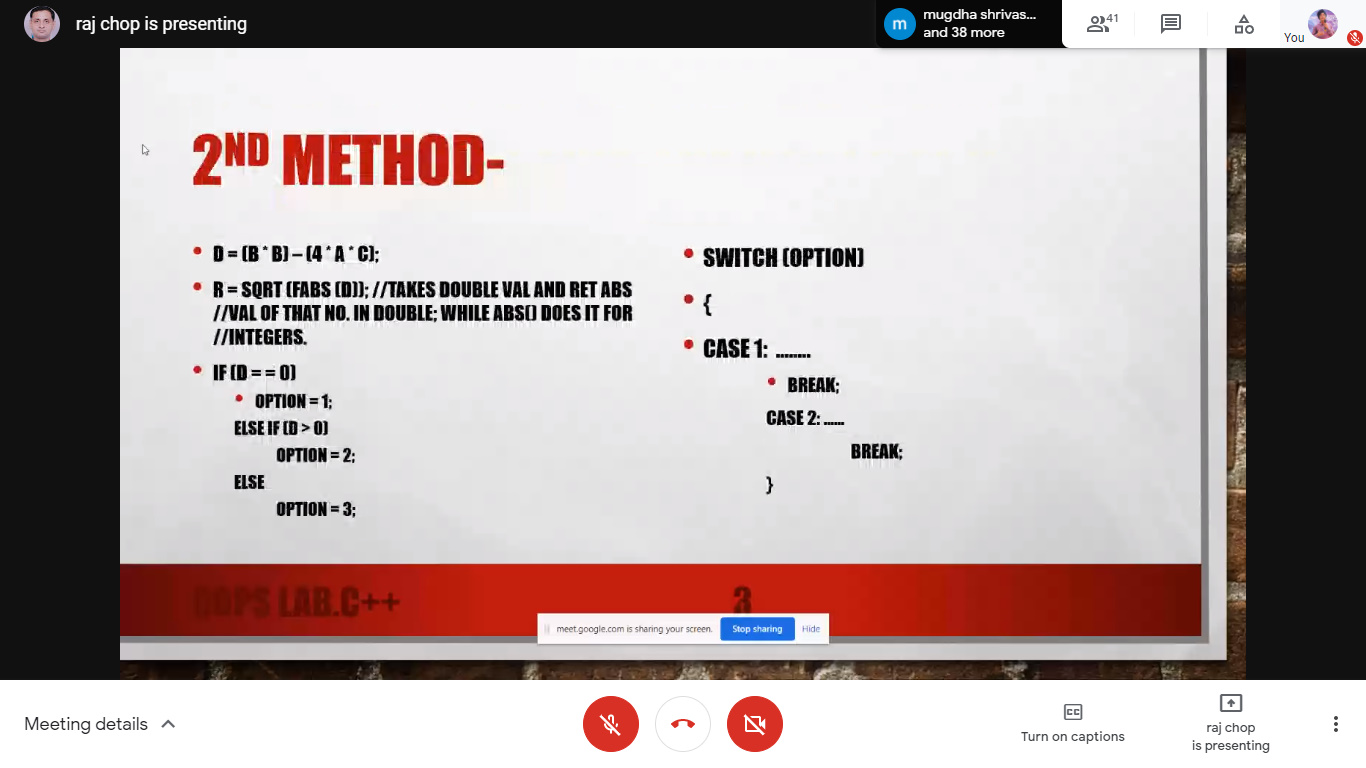 raj chop is presenting
m
mugdha shrivas...
and 38 more
41
You
2ND METHOD-
• D = (B * B) – (4 * A * C);
• R = SQRT (FABS (D)); //TAKES DOUBLE VAL AND RET ABS
//VAL OF THAT NO. IN DOUBLE; WHILE ABS() DOES IT FOR
//INTEGERS.
• IF (D = = 0)
• OPTION = 1;
ELSE IF (D > 0)
OPTION = 2;
ELSE
OPTION = 3;
• SWITCH (OPTION)
• {
• CASE 1: ........
• BREAK;
CASE 2: ......
BREAK;
}
OOPS LAB.C++
3
meet.google.com is sharing your screen.
Stop sharing
Hide
Meeting details
CC
Turn on captions
raj chop
is presenting